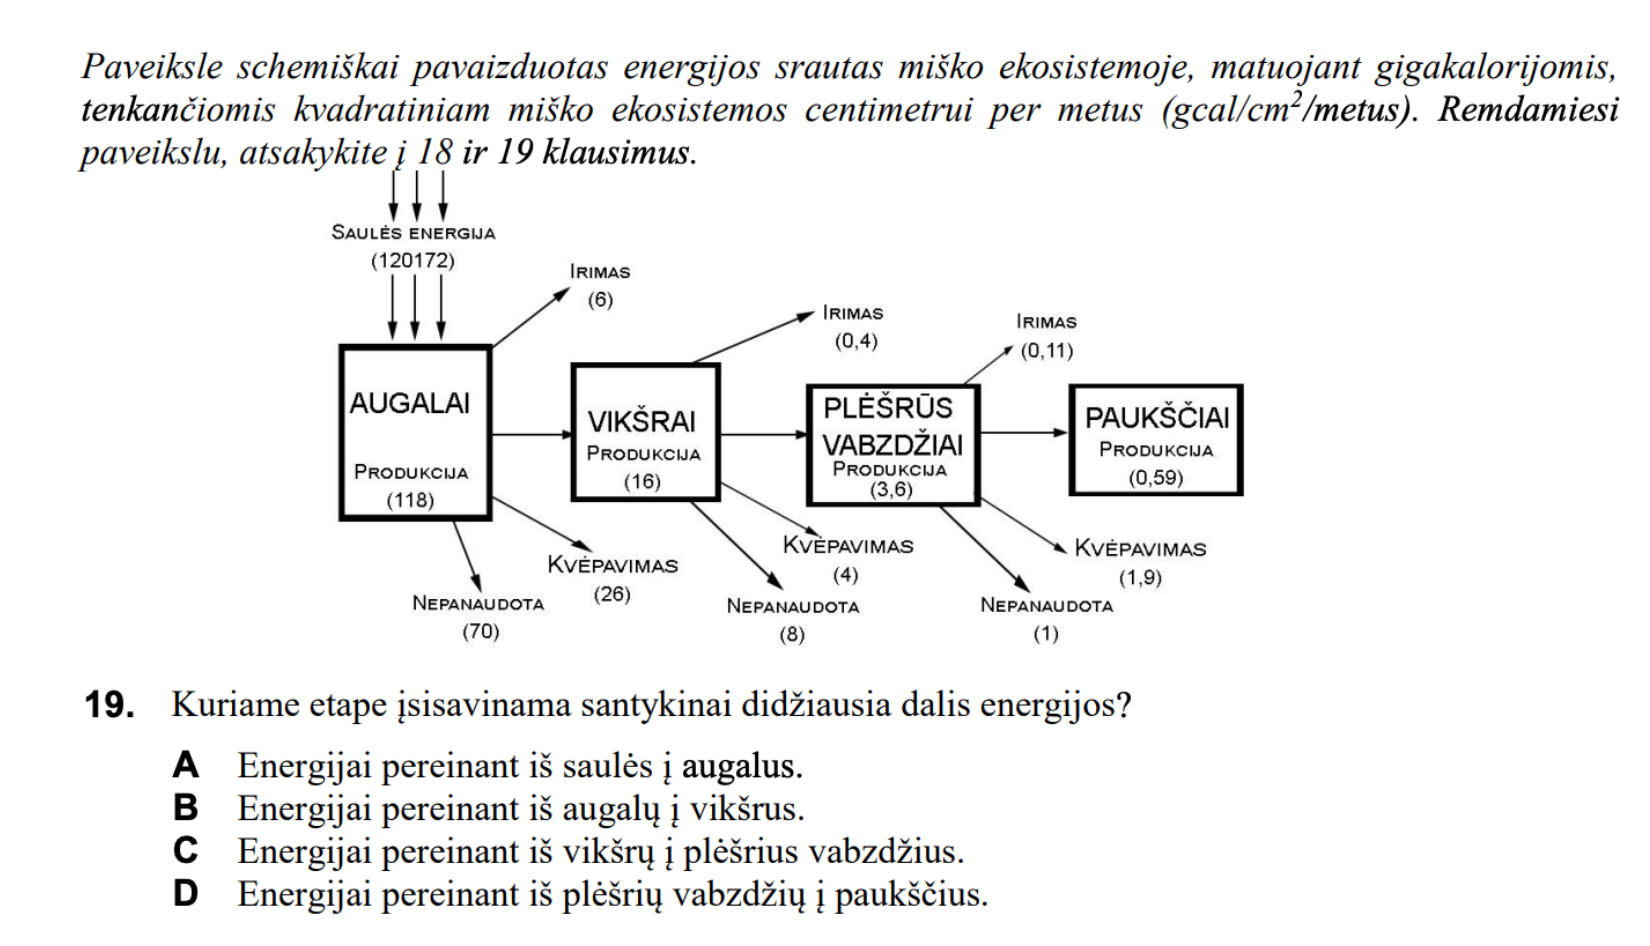 Paveiksle schemiškai pavaizduotas energijos srautas miško ekosistemoje, matuojant gigakalorijomis,
tenkančiomis kvadratiniam miško ekosistemos centimetrui per metus (gcal/cm²/metus). Remdamiesi
paveikslu, atsakykite į 18 ir 19 klausimus.
SAULĖS ENERGIJA
(120172)
IRIMAS
(6)
IRIMAS
(0,4)
IRIMAS
(0,11)
AUGALAI
PRODUKCIJA
(118)
VIKŠRAI
PRODUKCIJA
(16)
PLĖŠRŪS
VABZDŽIAI
PRODUKCIJA
(3,6)
PAUKŠČIAI
PRODUKCIJA
(0,59)
KVĖPAVIMAS
(26)
NEPANAUDOTA
(70)
KVĖPAVIMAS
(4)
NEPANAUDOTA
(8)
KVĖPAVIMAS
(1,9)
NEPANAUDOTA
(1)
19. Kuriame etape įsisavinama santykinai didžiausia dalis energijos?
A Energijai pereinant iš saulės į augalus.
B Energijai pereinant iš augalų į vikšrus.
C Energijai pereinant iš vikšrų į plėšrius vabzdžius.
D Energijai pereinant iš plėšrių vabzdžių į paukščius.